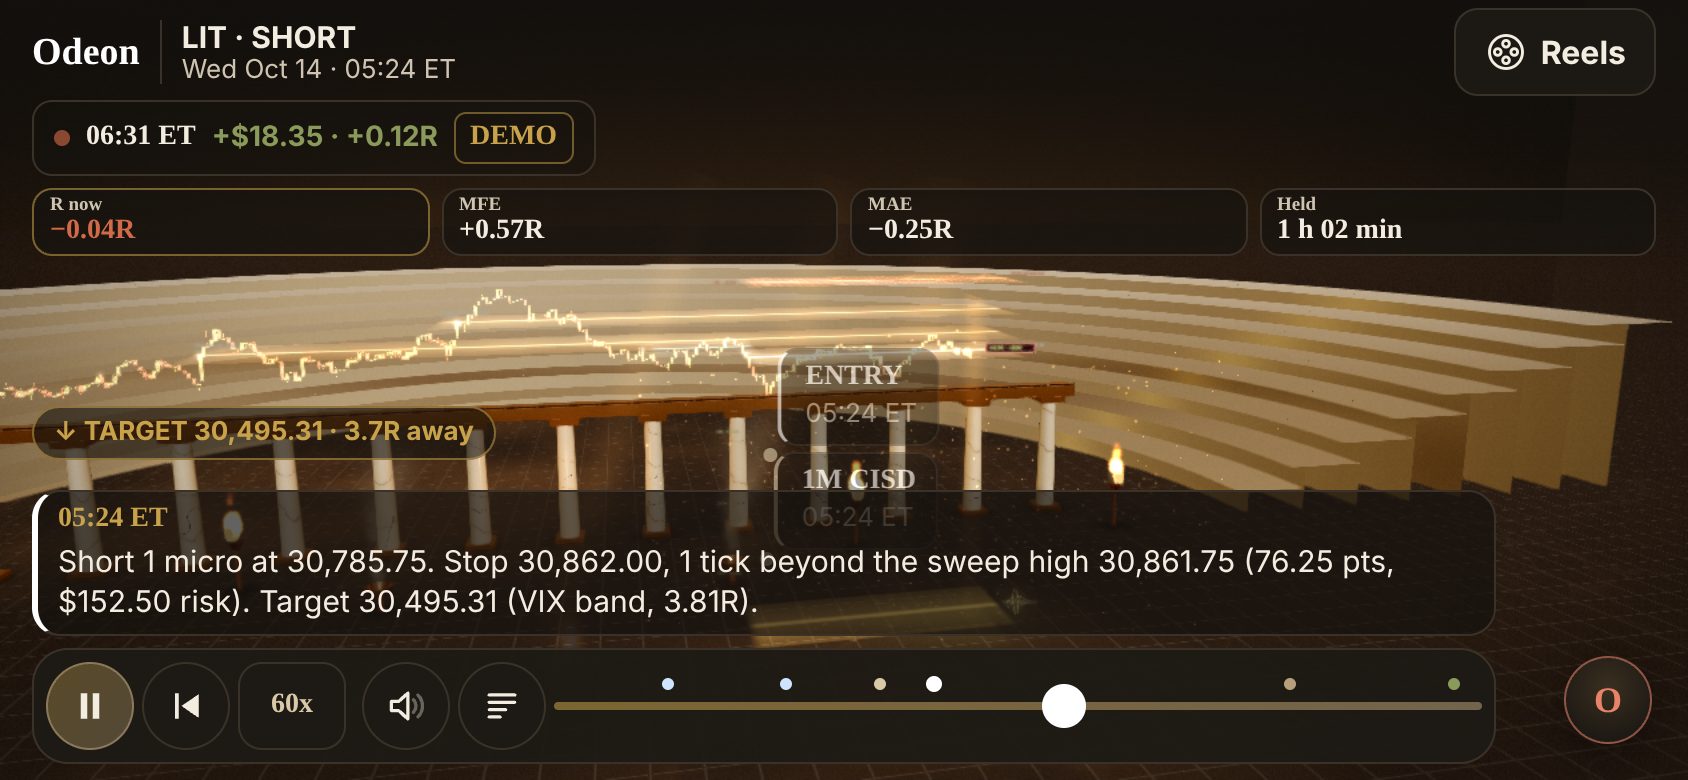 Odeon
LIT · SHORT
Wed Oct 14 · 05:24 ET
Reels
06:31 ET +$18.35 · +0.12R DEMO
R now
−0.04R
MFE
+0.57R
MAE
−0.25R
Held
1 h 02 min
ENTRY
05:24 ET
↓ TARGET 30,495.31 · 3.7R away
1M CISD
05:24 ET
05:24 ET
Short 1 micro at 30,785.75. Stop 30,862.00, 1 tick beyond the sweep high 30,861.75 (76.25 pts,
$152.50 risk). Target 30,495.31 (VIX band, 3.81R).
60x
O